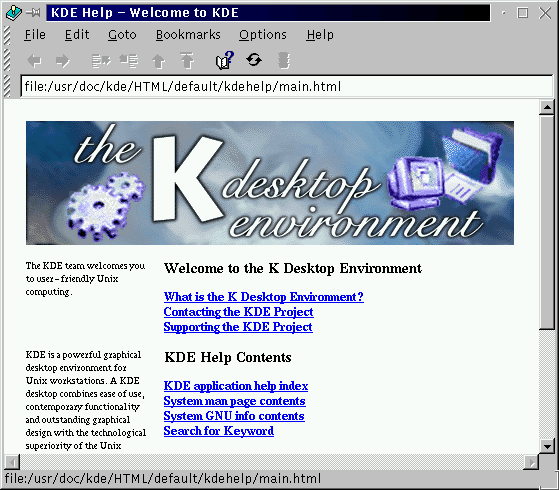 KDE Help – Welcome to KDE
File Edit Goto Bookmarks Options Help
file:/usr/doc/kde/HTML/default/kdehelp/main.html
the K desktop
environment
The KDE team welcomes you
to user-friendly Unix
computing.
Welcome to the K Desktop Environment
What is the K Desktop Environment?
Contacting the KDE Project
Supporting the KDE Project
KDE is a powerful graphical
desktop environment for
Unix workstations. A KDE
desktop combines ease of use,
contemporary functionality
and outstanding graphical
design with the technological
superiority of the Unix
KDE Help Contents
KDE application help index
System man page contents
System GNU info contents
Search for Keyword
file:/usr/doc/kde/HTML/default/kdehelp/main.html